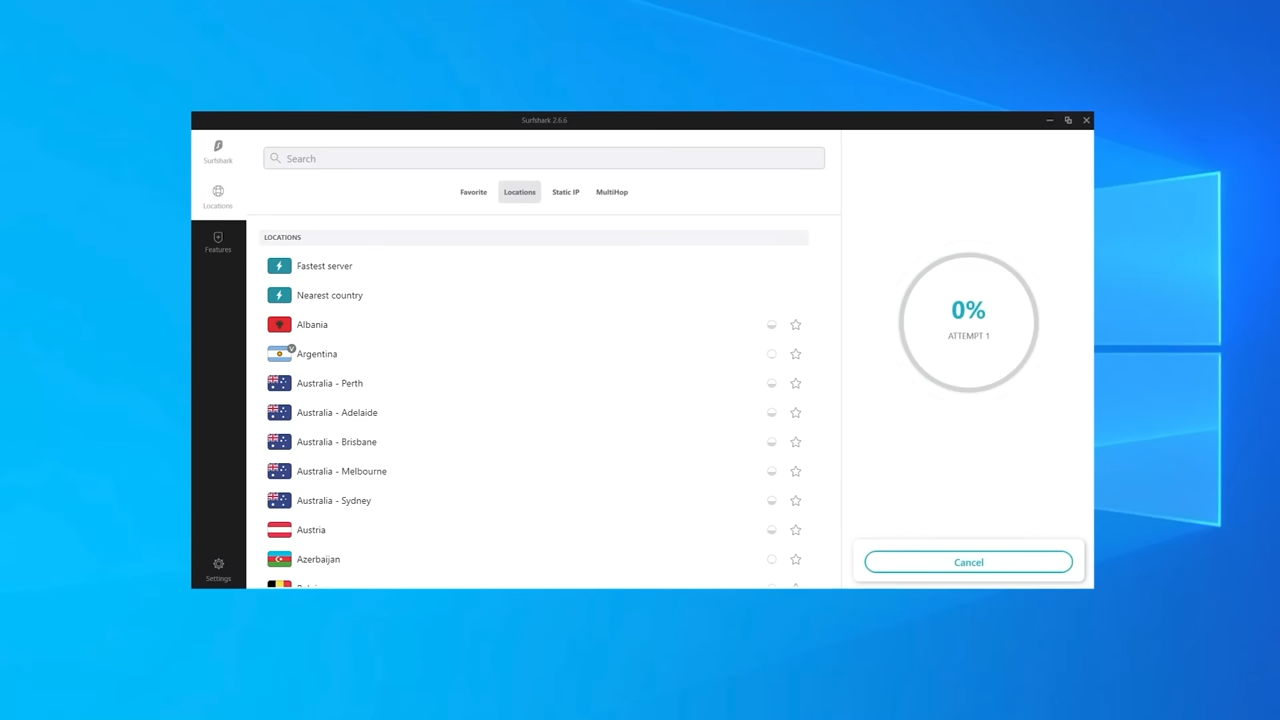 Surfshark 2.6.6
Surfshark
Locations
Features
Settings
Search
Favorite Locations Static IP MultiHop
LOCATIONS
Fastest server
Nearest country
Albania
V
Argentina
Australia - Perth
Australia - Adelaide
Australia - Brisbane
Australia - Melbourne
Australia - Sydney
Austria
Azerbaijan
0%
ATTEMPT 1
Cancel